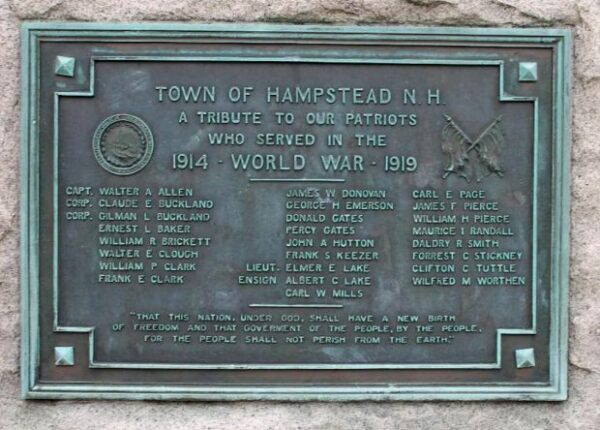 TOWN OF HAMPSTEAD N.H.
A TRIBUTE TO OUR PATRIOTS
WHO SERVED IN THE
1914 - WORLD WAR - 1919
CAPT. WALTER A ALLEN
CORP. CLAUDE E BUCKLAND
CORP. GILMAN L BUCKLAND
ERNEST L BAKER
WILLIAM R BRICKETT
WALTER E CLOUGH
WILLIAM P CLARK
FRANK E CLARK
JAMES W DONOVAN
GEORGE H EMERSON
DONALD GATES
PERCY GATES
JOHN A HUTTON
FRANK S KEEZER
LIEUT. ELMER E LAKE
ENSIGN ALBERT C LAKE
CARL W MILLS
CARL E PAGE
JAMES F PIERCE
WILLIAM H PIERCE
MAURICE I RANDALL
DALDRY R SMITH
FORREST C STICKNEY
CLIFTON C TUTTLE
WILFRED M WORTHEN
"THAT THIS NATION, UNDER GOD, SHALL HAVE A NEW BIRTH
OF FREEDOM AND THAT GOVERMENT OF THE PEOPLE, BY THE PEOPLE,
FOR THE PEOPLE SHALL NOT PERISH FROM THE EARTH."